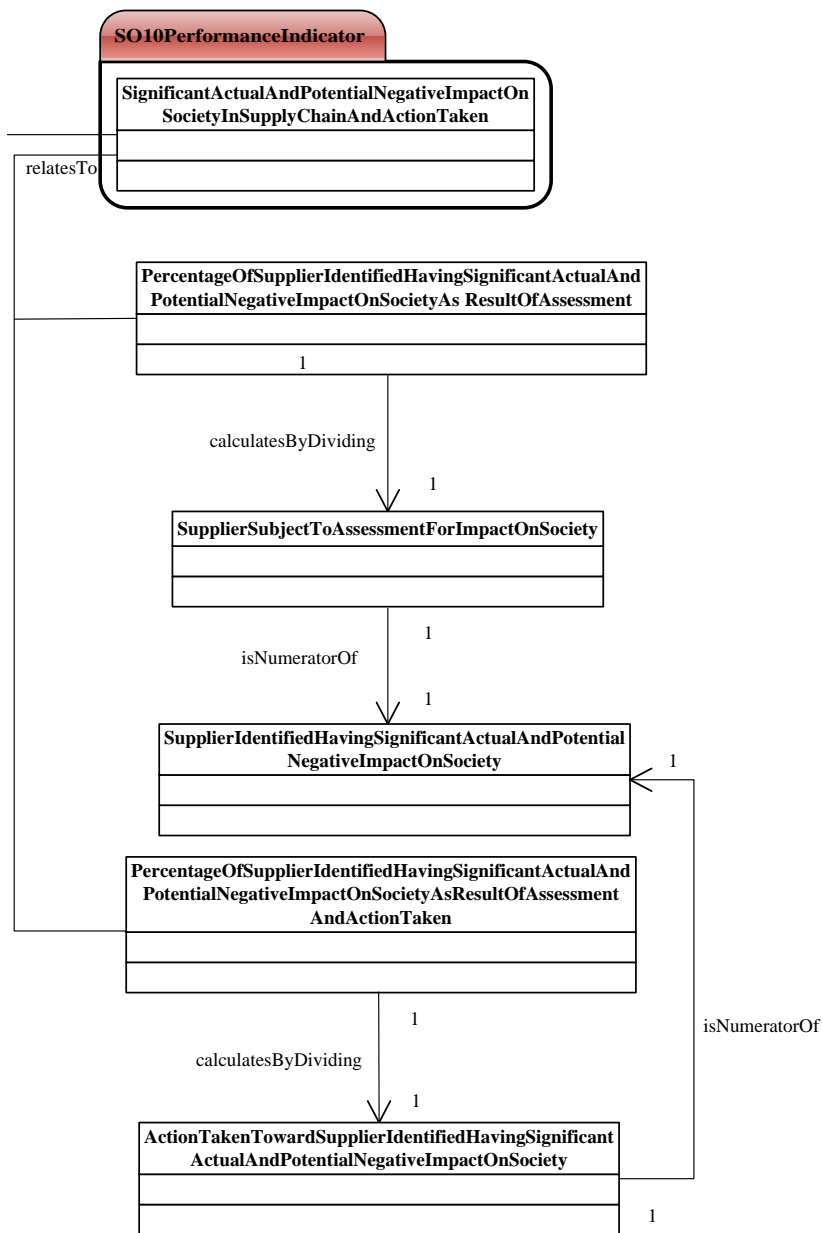 SO10PerformanceIndicator
SignificantActualAndPotentialNegativeImpactOn
SocietyInSupplyChainAndActionTaken
relatesTo
PercentageOfSupplierIdentifiedHavingSignificantActualAnd
PotentialNegativeImpactOnSocietyAs ResultOfAssessment
1
calculatesByDividing
1
SupplierSubjectToAssessmentForImpactOnSociety
1
isNumeratorOf
1
SupplierIdentifiedHavingSignificantActualAndPotential
NegativeImpactOnSociety
1
PercentageOfSupplierIdentifiedHavingSignificantActualAnd
PotentialNegativeImpactOnSocietyAsResultOfAssessment
AndActionTaken
1
isNumeratorOf
calculatesByDividing
1
ActionTakenTowardSupplierIdentifiedHavingSignificant
ActualAndPotentialNegativeImpactOnSociety
1